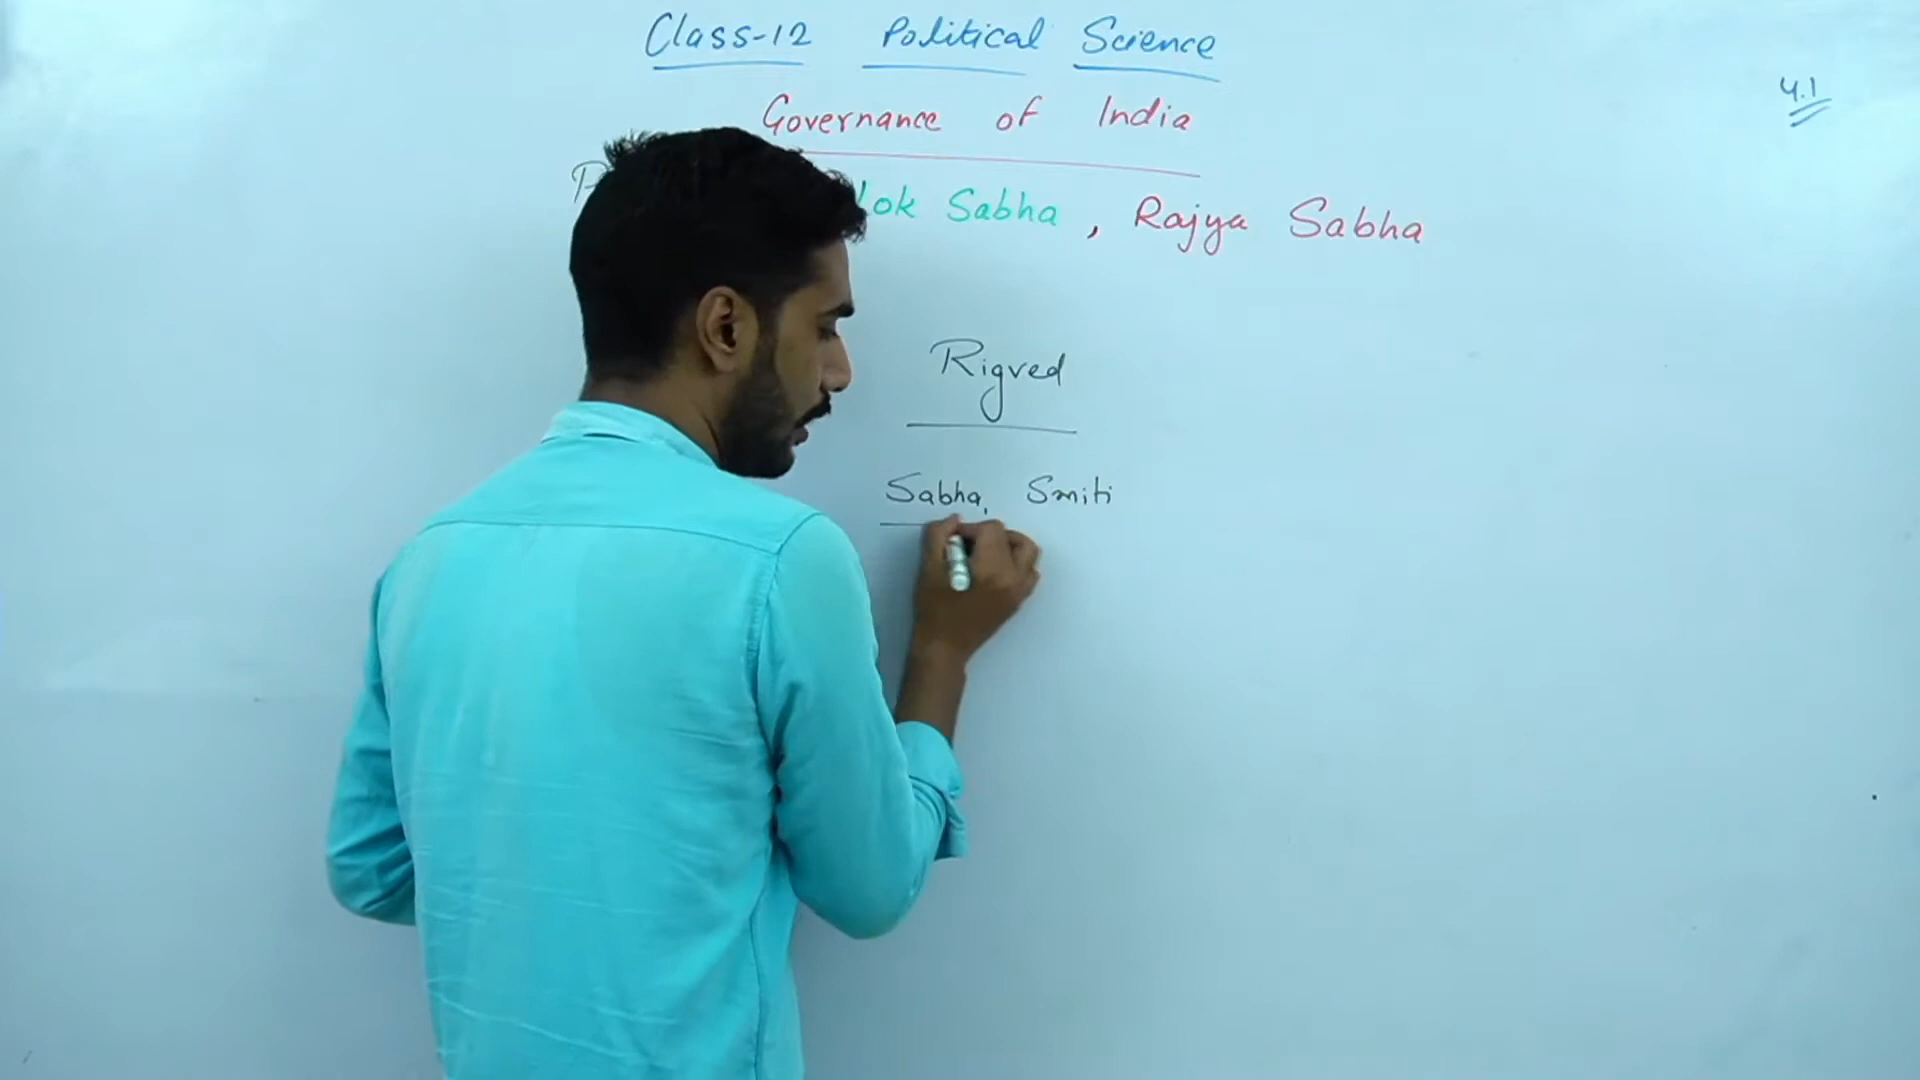 Class-12 Political Science
4.1
Governance of India
lok Sabha, Rajya Sabha
Rigved
Sabha, Smiti